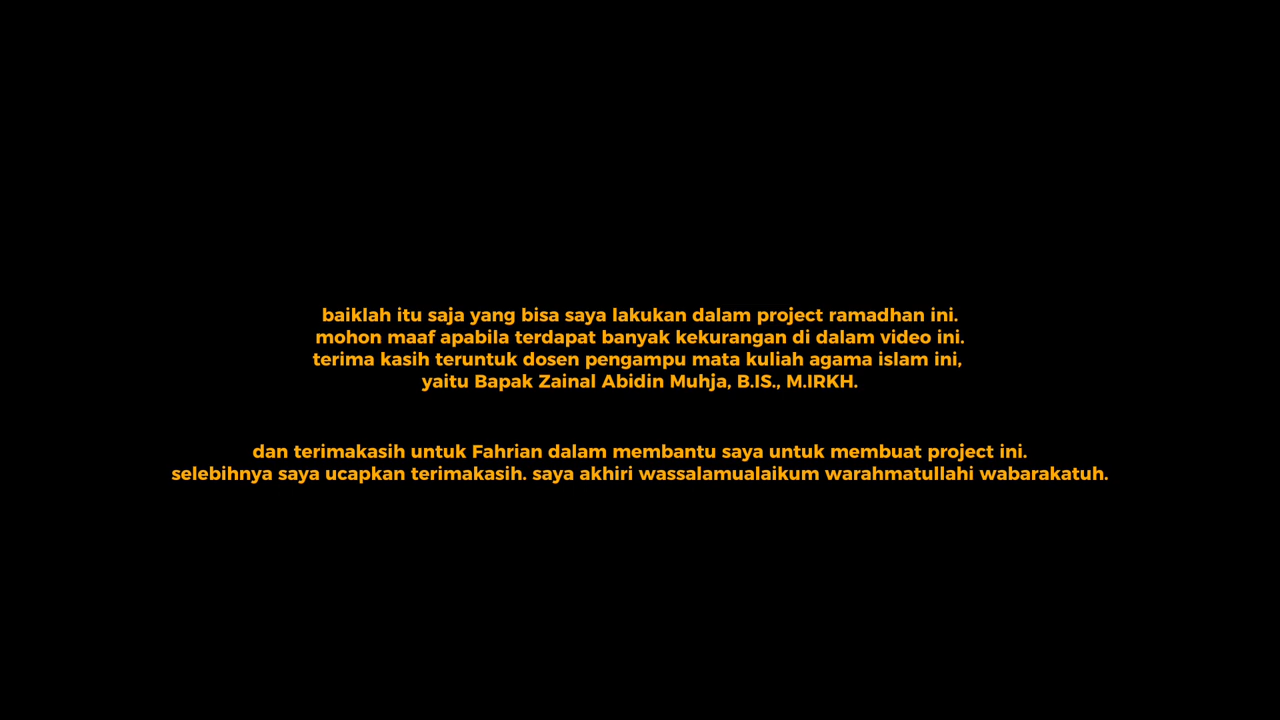 baiklah itu saja yang bisa saya lakukan dalam project ramadhan ini.
mohon maaf apabila terdapat banyak kekurangan di dalam video ini.
terima kasih teruntuk dosen pengampu mata kuliah agama islam ini,
yaitu Bapak Zainal Abidin Muhja, B.IS., M.IRKH.
dan terimakasih untuk Fahrian dalam membantu saya untuk membuat project ini.
selebihnya saya ucapkan terimakasih. saya akhiri wassalamualaikum warahmatullahi wabarakatuh.